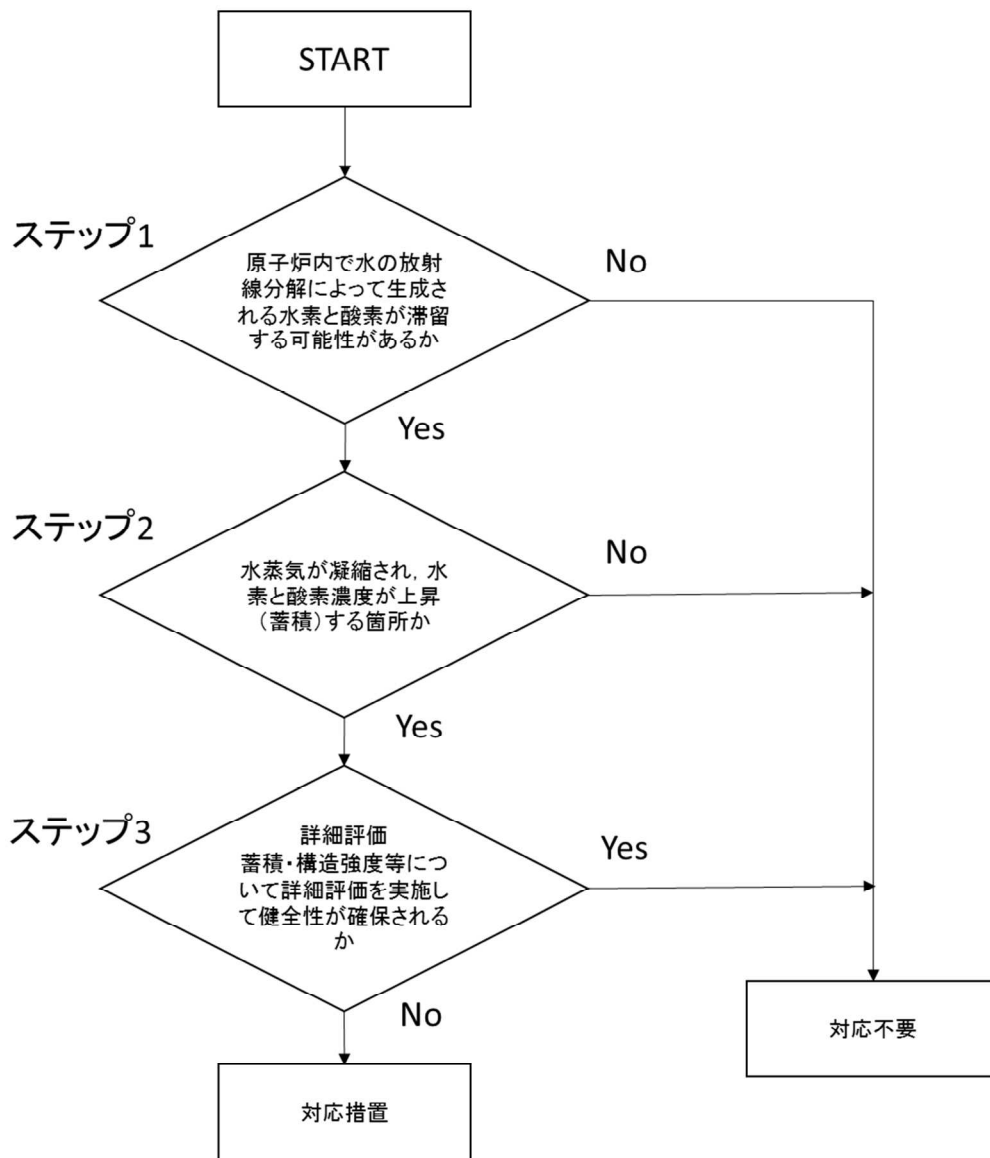 START
ステップ1
原子炉内で水の放射
線分解によって生成さ
れる水素と酸素が滞留
する可能性があるか
No
Yes
ステップ2
水蒸気が凝縮され，水
素と酸素濃度が上昇
（蓄積）する箇所か
No
Yes
ステップ3
詳細評価
蓄積・構造強度等につ
いて詳細評価を実施し
て健全性が確保される
か
Yes
No
対応不要
対応措置